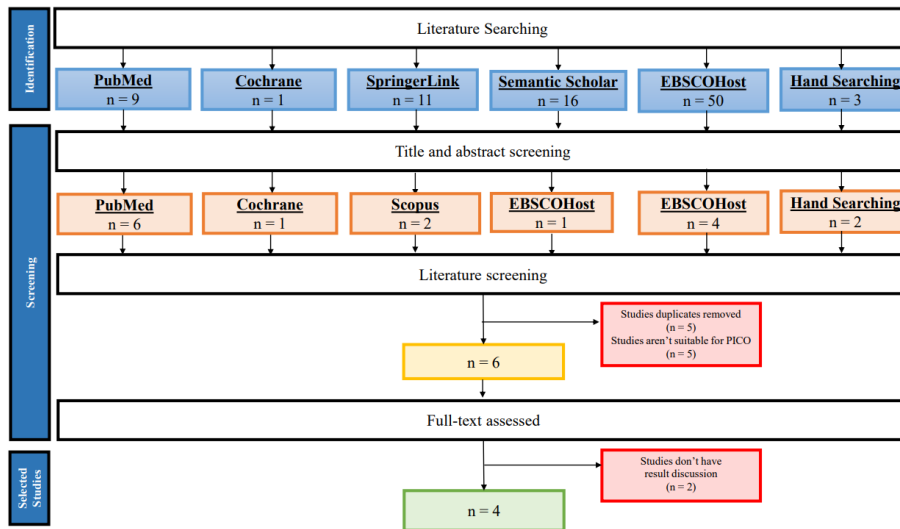 Identification
Literature Searching
PubMed
n = 9
Cochrane
n = 1
SpringerLink
n = 11
Semantic Scholar
n = 16
EBSCOHost
n = 50
Hand Searching
n = 3
Screening
Title and abstract screening
PubMed
n = 6
Cochrane
n = 1
Scopus
n = 2
EBSCOHost
n = 1
EBSCOHost
n = 4
Hand Searching
n = 2
Literature screening
Studies duplicates removed
(n = 5)
Studies aren't suitable for PICO
(n = 5)
n = 6
Full-text assessed
Selected
Studies
Studies don't have
result discussion
(n = 2)
n = 4